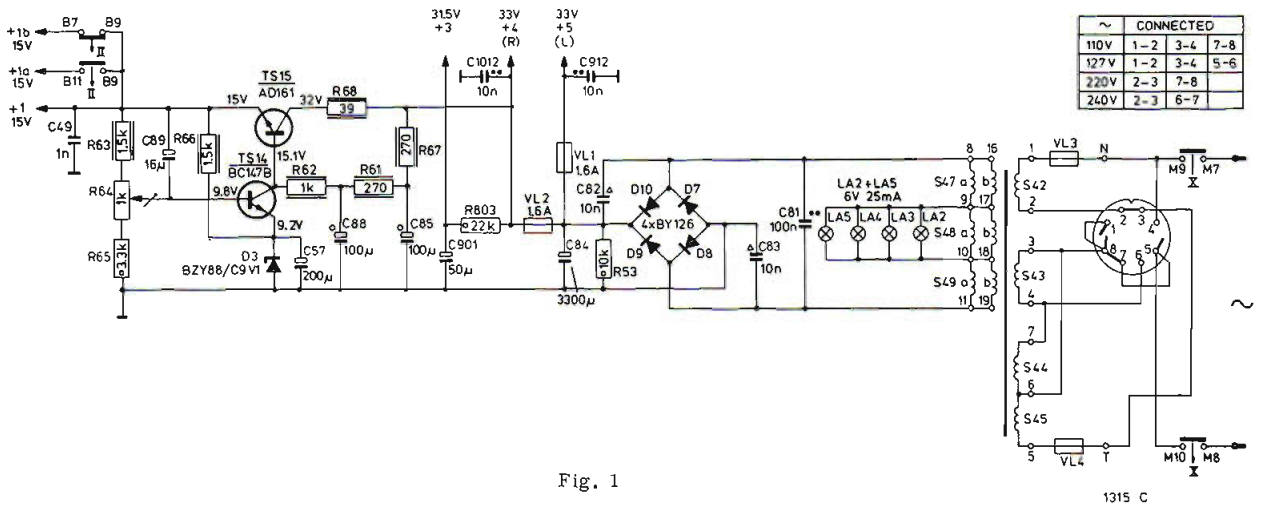 31.5V 33V 33V
+3 +4 +5
(R) (L)
B7 B9
+1b
15V II
+1a
15V B11 B9
II
+1
15V
C1012
10n
C912
10n
TS15
AD161
15V 32V
R68
39
15.1V
C49
1n
R63
1.5k
C89
16µ
R66
1.5k
R67
270
TS14
BC147B
R62
1k
R61
270
R64
1k
9.8V
9.2V
R65
3.3k
D3
BZY88/C9V1
C57
200µ
C88
100µ
C85
100µ
R803
22k
C901
50µ
VL2
1.6A
VL1
1.6A
C82
10n
C84
3300µ
R53
10k
D10 D7
4xBY126
D9 D8
C83
10n
C81
100n
LA2+LA5
6V 25mA
LA5 LA4 LA3 LA2
8 16
S47 a b
9 17
S48 a b
10 18
S49 a b
11 19
1 VL3 N
S42
2
M9 M7
X
3
S43
4
7
S44
6
S45
5 VL4 T
M10 M8
X
1 2 3 4
8 7 6 5
~
~ CONNECTED
110V 1-2 3-4 7-8
127V 1-2 3-4 5-6
220V 2-3 7-8
240V 2-3 6-7
Fig. 1
1315 C